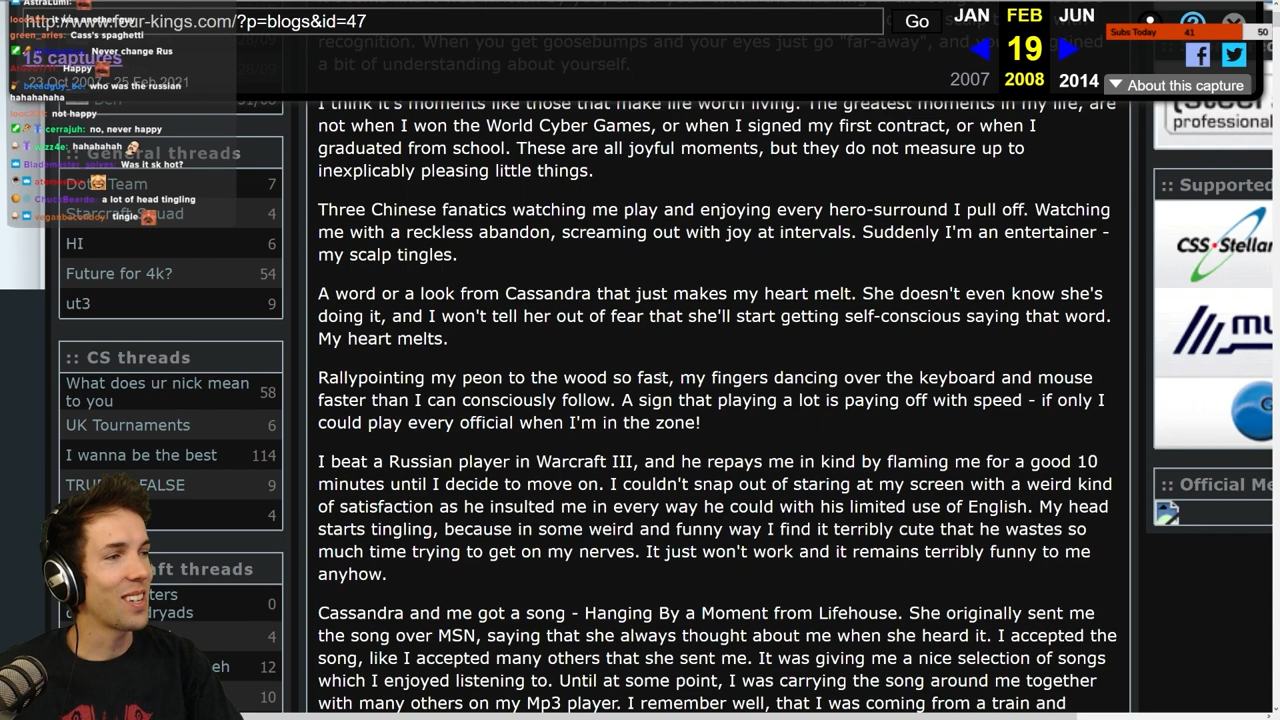 AstraLumi:
http://www.four-kings.com/?p=blogs&id=47
Go
JAN
FEB
JUN
19
2007
2008
2014
15 captures
23 Oct 2007 - 25 Feb 2021
About this capture
Subs Today
41
50
green_aries: Cass's spaghetti
Never change Rus
Happy
who was the russian
hahahahaha
not happy
cerrajuh: no, never happy
hahahah
Was it sk hot?
ChuckBeardo: a lot of head tingling
tingle
:: General threads
Team
7
Starcraft Squad
4
HI
6
Future for 4k?
54
ut3
9
:: CS threads
What does ur nick mean
to you
58
UK Tournaments
6
I wanna be the best
114
TRUE
FALSE
9
4
aft threads
0
4
eh
12
10
recognition when you get goosebumps and your eyes just go "far-away", and you
a bit of understanding about yourself.
I think it's moments like those that make life worth living. The greatest moments in my life, are
not when I won the World Cyber Games, or when I signed my first contract, or when I
graduated from school. These are all joyful moments, but they do not measure up to
inexplicably pleasing little things.
Three Chinese fanatics watching me play and enjoying every hero-surround I pull off. Watching
me with a reckless abandon, screaming out with joy at intervals. Suddenly I'm an entertainer -
my scalp tingles.
A word or a look from Cassandra that just makes my heart melt. She doesn't even know she's
doing it, and I won't tell her out of fear that she'll start getting self-conscious saying that word.
My heart melts.
Rallypointing my peon to the wood so fast, my fingers dancing over the keyboard and mouse
faster than I can consciously follow. A sign that playing a lot is paying off with speed - if only I
could play every official when I'm in the zone!
I beat a Russian player in Warcraft III, and he repays me in kind by flaming me for a good 10
minutes until I decide to move on. I couldn't snap out of staring at my screen with a weird kind
of satisfaction as he insulted me in every way he could with his limited use of English. My head
starts tingling, because in some weird and funny way I find it terribly cute that he wastes so
much time trying to get on my nerves. It just won't work and it remains terribly funny to me
anyhow.
Cassandra and me got a song - Hanging By a Moment from Lifehouse. She originally sent me
the song over MSN, saying that she always thought about me when she heard it. I accepted the
song, like I accepted many others that she sent me. It was giving me a nice selection of songs
which I enjoyed listening to. Until at some point, I was carrying the song around me together
with many others on my Mp3 player. I remember well, that I was coming from a train and
professional
:: Supported
CSS Stellar
:: Official Me